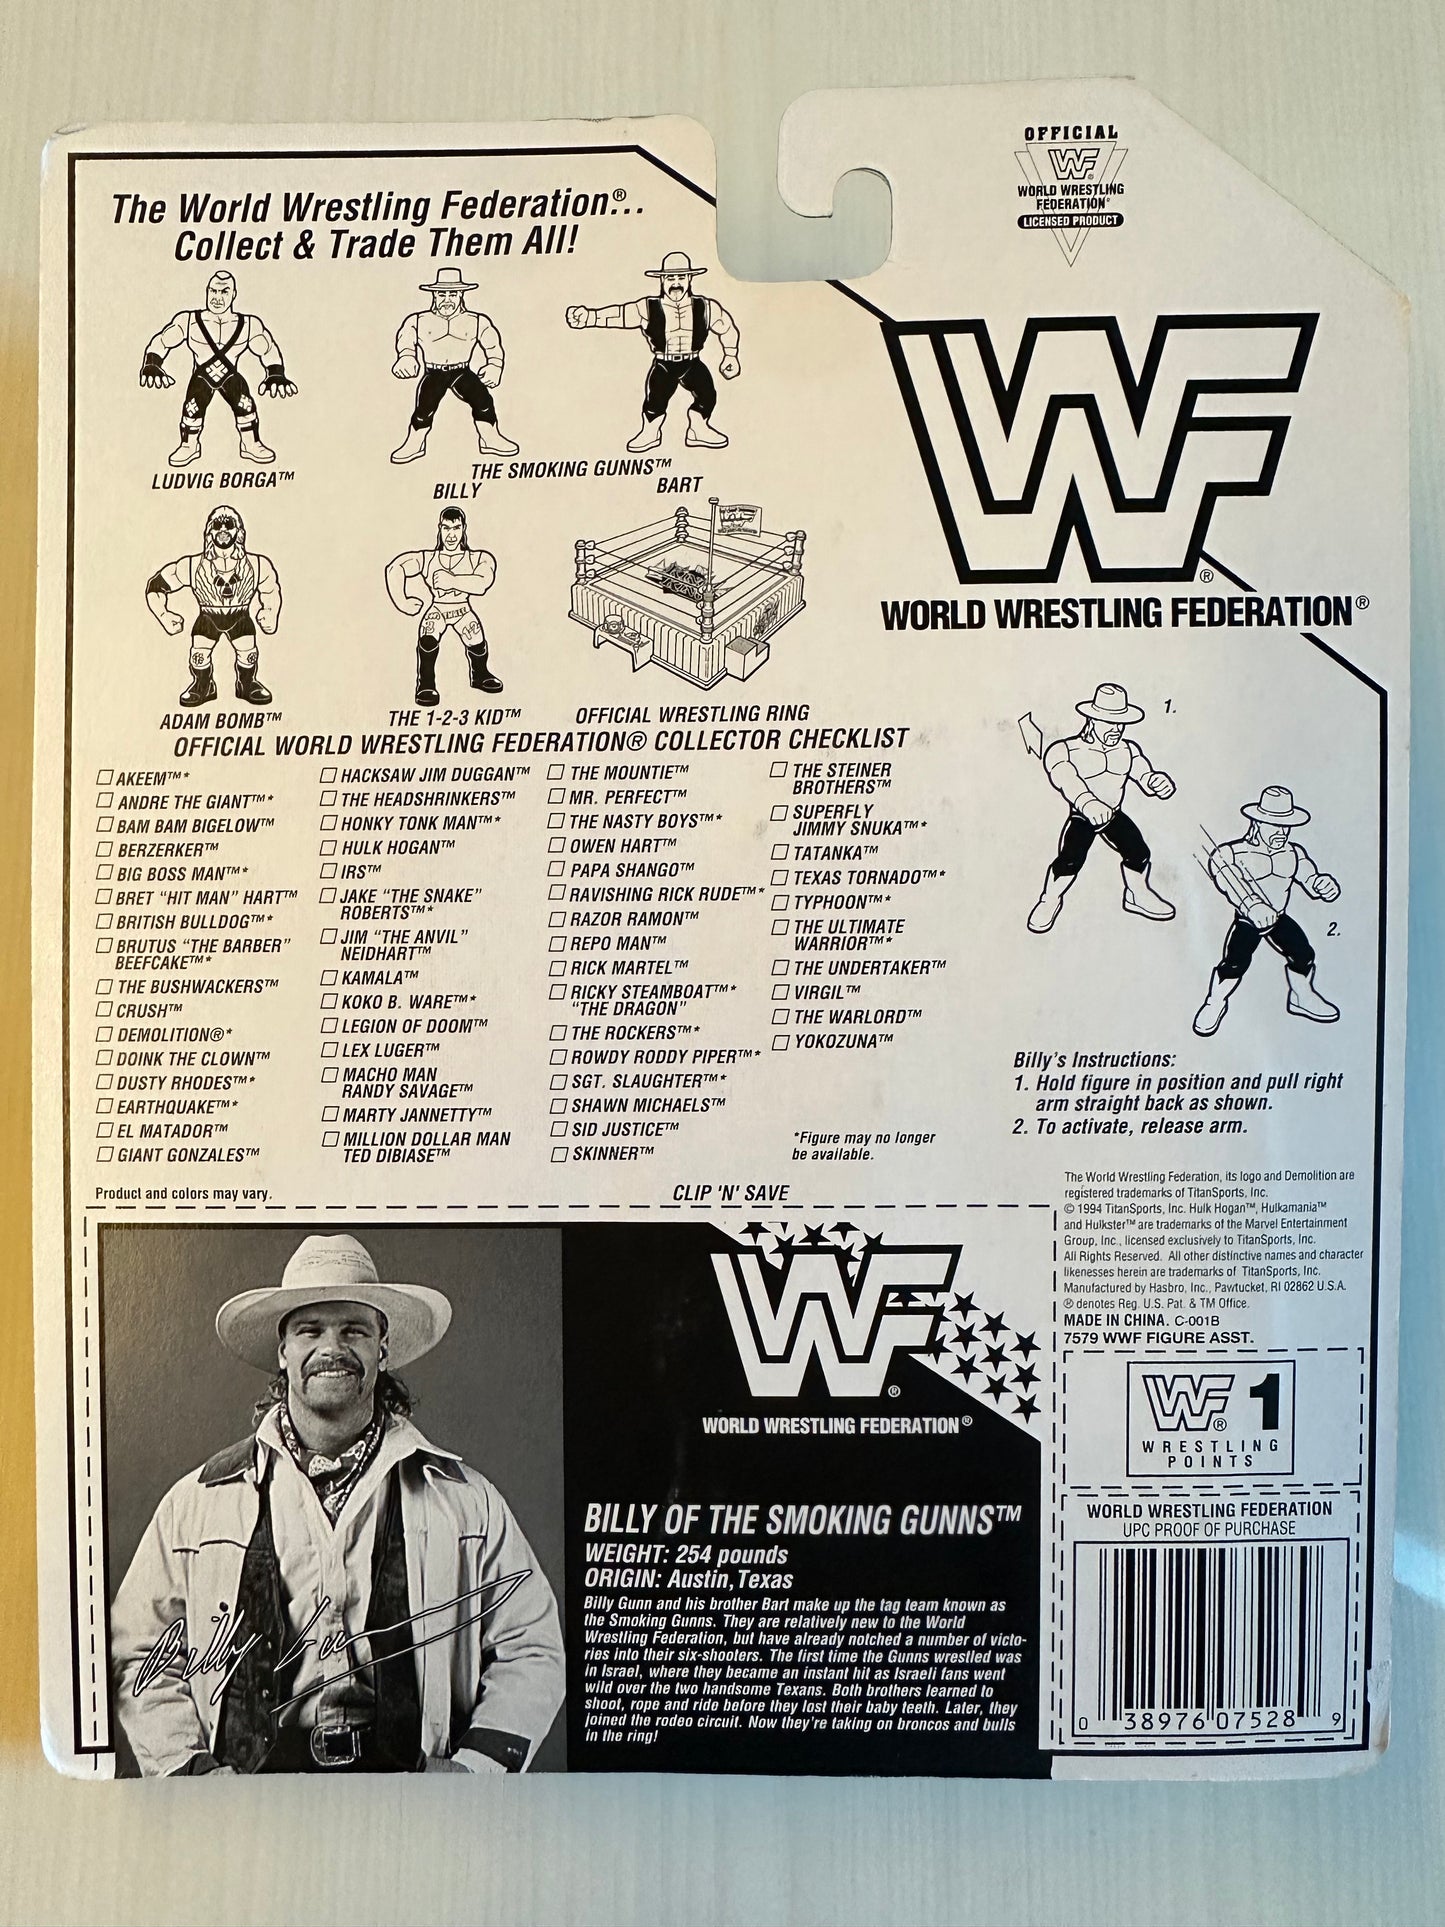 The World Wrestling Federation®...
Collect & Trade Them All!
OFFICIAL
WF®
WORLD WRESTLING
FEDERATION®
LICENSED PRODUCT
LUDVIG BORGA™
THE SMOKING GUNNS™
BILLY
BART
WF®
WORLD WRESTLING FEDERATION®
ADAM BOMB™
THE 1-2-3 KID™
OFFICIAL WRESTLING RING
OFFICIAL WORLD WRESTLING FEDERATION® COLLECTOR CHECKLIST
AKEEM™*
ANDRE THE GIANT™*
BAM BAM BIGELOW™
BERZERKER™
BIG BOSS MAN™*
BRET “HIT MAN” HART™
BRITISH BULLDOG™*
BRUTUS “THE BARBER”
BEEFCAKE™*
THE BUSHWACKERS™
CRUSH™
DEMOLITION®*
DOINK THE CLOWN™
DUSTY RHODES™*
EARTHQUAKE™*
EL MATADOR™
GIANT GONZALES™
HACKSAW JIM DUGGAN™
THE HEADSHRINKERS™
HONKY TONK MAN™*
HULK HOGAN™
IRS™
JAKE “THE SNAKE”
ROBERTS™*
JIM “THE ANVIL”
NEIDHART™
KAMALA™
KOKO B. WARE™*
LEGION OF DOOM™
LEX LUGER™
MACHO MAN
RANDY SAVAGE™
MARTY JANNETTY™
MILLION DOLLAR MAN
TED DIBIASE™
THE MOUNTIE™
MR. PERFECT™
THE NASTY BOYS™*
OWEN HART™
PAPA SHANGO™
RAVISHING RICK RUDE™*
RAZOR RAMON™
REPO MAN™
RICK MARTEL™
RICKY STEAMBOAT™*
“THE DRAGON”
THE ROCKERS™*
ROWDY RODDY PIPER™*
SGT. SLAUGHTER™*
SHAWN MICHAELS™
SID JUSTICE™
SKINNER™
THE STEINER
BROTHERS™
SUPERFLY
JIMMY SNUKA™*
TATANKA™
TEXAS TORNADO™*
TYPHOON™*
THE ULTIMATE
WARRIOR™*
THE UNDERTAKER™
VIRGIL™
THE WARLORD™
YOKOZUNA™
*Figure may no longer
be available.
1.
2.
Billy's Instructions:
1. Hold figure in position and pull right
arm straight back as shown.
2. To activate, release arm.
Product and colors may vary.
CLIP 'N' SAVE
The World Wrestling Federation, its logo and Demolition are
registered trademarks of TitanSports, Inc.
© 1994 TitanSports, Inc. Hulk Hogan™, Hulkamania™
and Hulkster™ are trademarks of the Marvel Entertainment
Group, Inc., licensed exclusively to TitanSports, Inc.
All Rights Reserved. All other distinctive names and character
likenesses herein are trademarks of TitanSports, Inc.
Manufactured by Hasbro, Inc., Pawtucket, RI 02862 U.S.A.
® denotes Reg. U.S. Pat. & TM Office.
MADE IN CHINA. C-001B
7579 WWF FIGURE ASST.
WF®
WORLD WRESTLING FEDERATION®
BILLY OF THE SMOKING GUNNS™
WEIGHT: 254 pounds
ORIGIN: Austin, Texas
Billy Gunn and his brother Bart make up the tag team known as
the Smoking Gunns. They are relatively new to the World
Wrestling Federation, but have already notched a number of victo-
ries into their six-shooters. The first time the Gunns wrestled was
in Israel, where they became an instant hit as Israeli fans went
wild over the two handsome Texans. Both brothers learned to
shoot, rope and ride before they lost their baby teeth. Later, they
joined the rodeo circuit. Now they're taking on broncos and bulls
in the ring!
Billy Gunn
WF® 1
WRESTLING
POINTS
WORLD WRESTLING FEDERATION
UPC PROOF OF PURCHASE
0 38976 07528 9